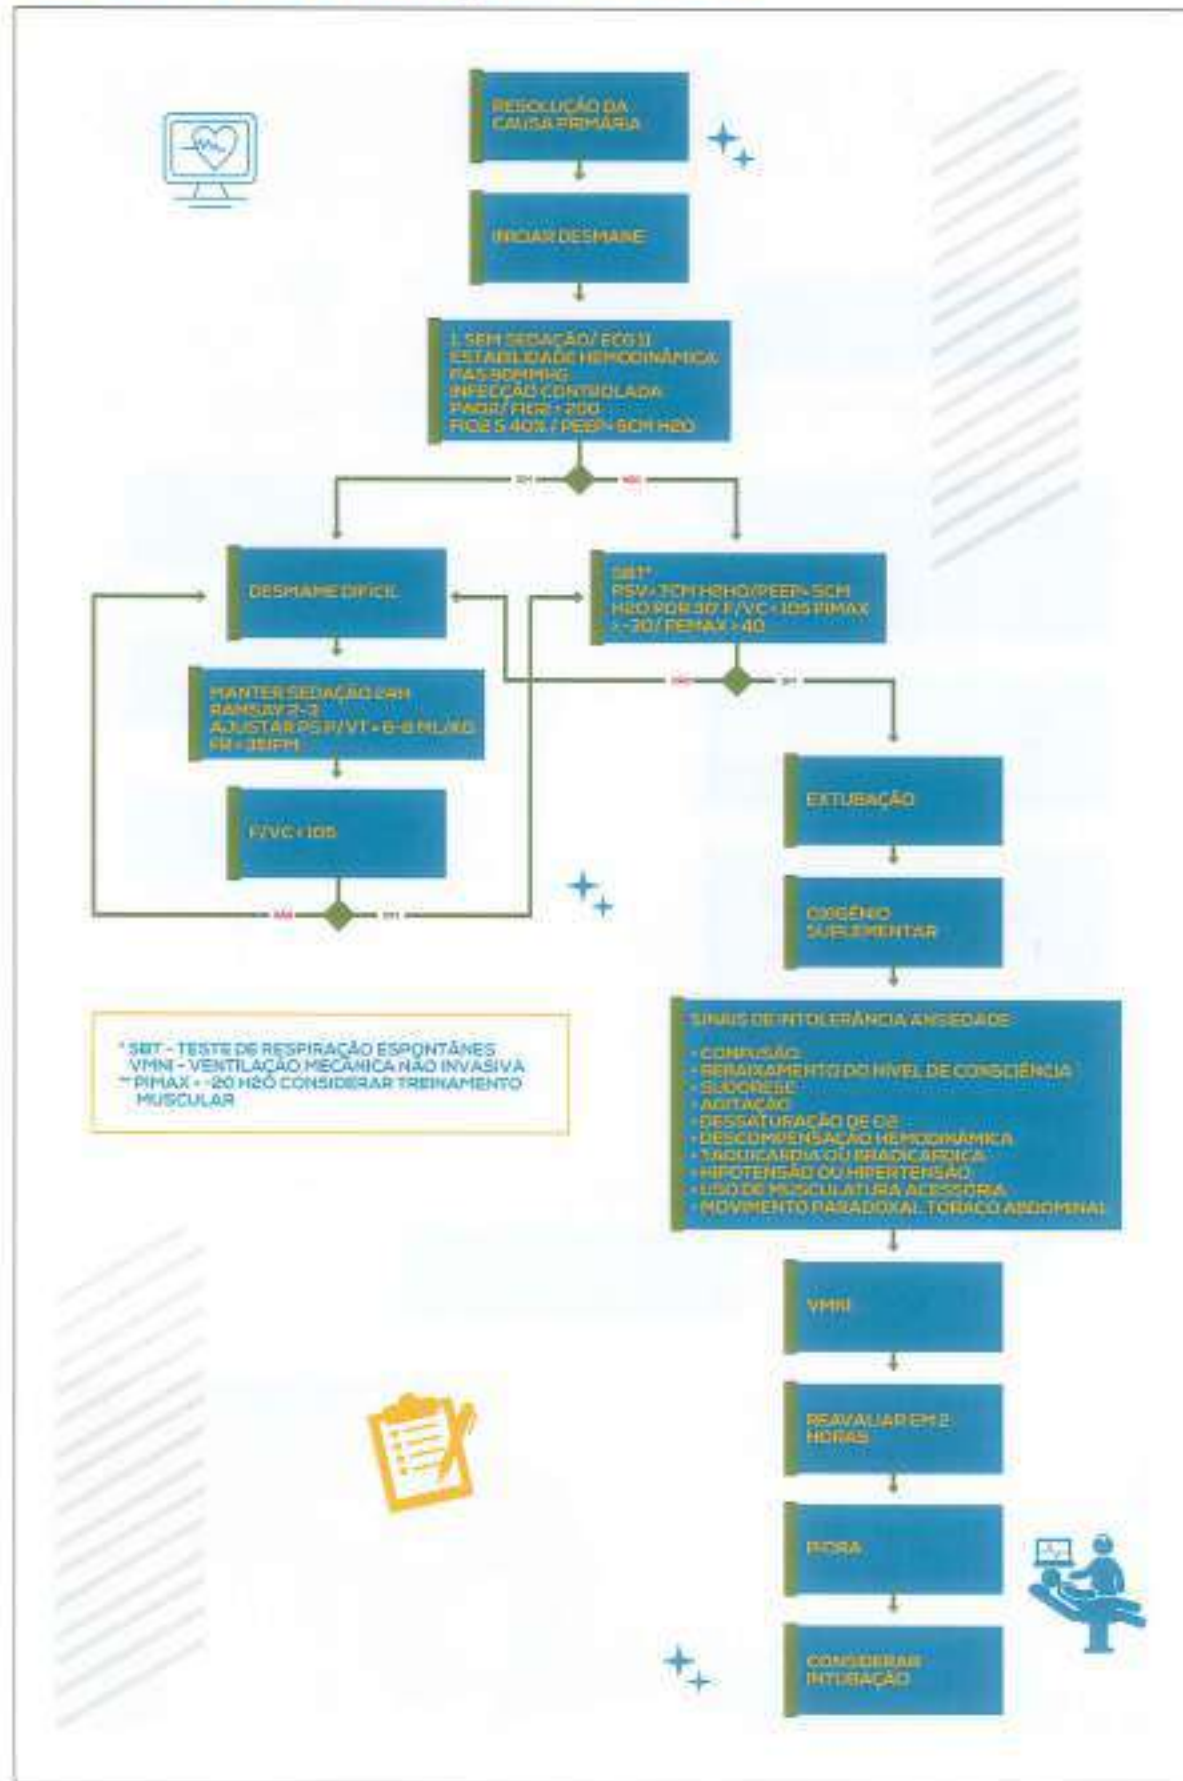 RESOLUÇÃO DA
CAUSA PRIMÁRIA
INICIAR DESMANE
1. SEM SEDAÇÃO/ ECG 11
ESTABILIDADE HEMODINÂMICA
PAS 90MMHG
INFECÇÃO CONTROLADA
PAO2/ FIO2 > 200
FIO2 S 40% / PEEP= 5CM H2O
SIM
NÃO
DESMAME DIFÍCIL
SBT*
PSV= 7CM H2HO/PEEP= 5CM
H2O POR 30' F/VC < 105 PIMAX
> -30/ PEMAX > 40
NÃO
SIM
MANTER SEDAÇÃO 24H
RAMSAY 2-3
AJUSTAR PS P/VT = 6-8 ML/KG
FR < 35IPM
F/VC < 105
NÃO
SIM
EXTUBAÇÃO
OXIGÊNIO
SUPLEMENTAR
* SBT - TESTE DE RESPIRAÇÃO ESPONTÂNES
VMNI - VENTILAÇÃO MECÂNICA NÃO INVASIVA
** PIMAX < -20 H2O CONSIDERAR TREINAMENTO
MUSCULAR
SINAIS DE INTOLERÂNCIA ANSIEDADE
• CONFUSÃO
• REBAIXAMENTO DO NÍVEL DE CONSCIÊNCIA
• SUDORESE
• AGITAÇÃO
• DESSATURAÇÃO DE O2
• DESCOMPENSAÇÃO HEMODINÂMICA
• TAQUICARDIA OU BRADICÁRDICA
• HIPOTENSÃO OU HIPERTENSÃO
• USO DE MUSCULATURA ACESSÓRIA
• MOVIMENTO PARADOXAL TORACO ABDOMINAL
VMNI
REAVALIAR EM 2
HORAS
PIORA
CONSIDERAR
INTUBAÇÃO